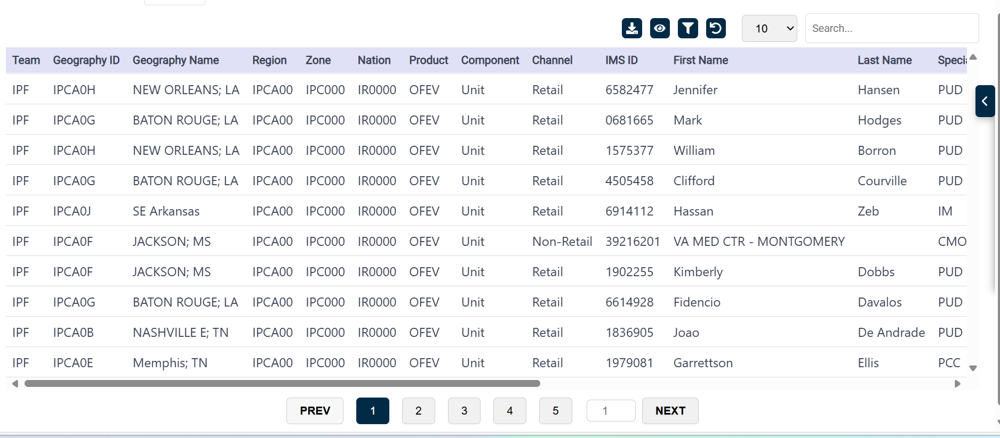 10 Search...
Team Geography ID Geography Name Region Zone Nation Product Component Channel IMS ID First Name Last Name Specia
IPF IPCA0H NEW ORLEANS; LA IPCA00 IPC000 IR0000 OFEV Unit Retail 6582477 Jennifer Hansen PUD
IPF IPCA0G BATON ROUGE; LA IPCA00 IPC000 IR0000 OFEV Unit Retail 0681665 Mark Hodges PUD
IPF IPCA0H NEW ORLEANS; LA IPCA00 IPC000 IR0000 OFEV Unit Retail 1575377 William Borron PUD
IPF IPCA0G BATON ROUGE; LA IPCA00 IPC000 IR0000 OFEV Unit Retail 4505458 Clifford Courville PUD
IPF IPCA0J SE Arkansas IPCA00 IPC000 IR0000 OFEV Unit Retail 6914112 Hassan Zeb IM
IPF IPCA0F JACKSON; MS IPCA00 IPC000 IR0000 OFEV Unit Non-Retail 39216201 VA MED CTR - MONTGOMERY CMO
IPF IPCA0F JACKSON; MS IPCA00 IPC000 IR0000 OFEV Unit Retail 1902255 Kimberly Dobbs PUD
IPF IPCA0G BATON ROUGE; LA IPCA00 IPC000 IR0000 OFEV Unit Retail 6614928 Fidencio Davalos PUD
IPF IPCA0B NASHVILLE E; TN IPCA00 IPC000 IR0000 OFEV Unit Retail 1836905 Joao De Andrade PUD
IPF IPCA0E Memphis; TN IPCA00 IPC000 IR0000 OFEV Unit Retail 1979081 Garrettson Ellis PCC
PREV 1 2 3 4 5 1 NEXT